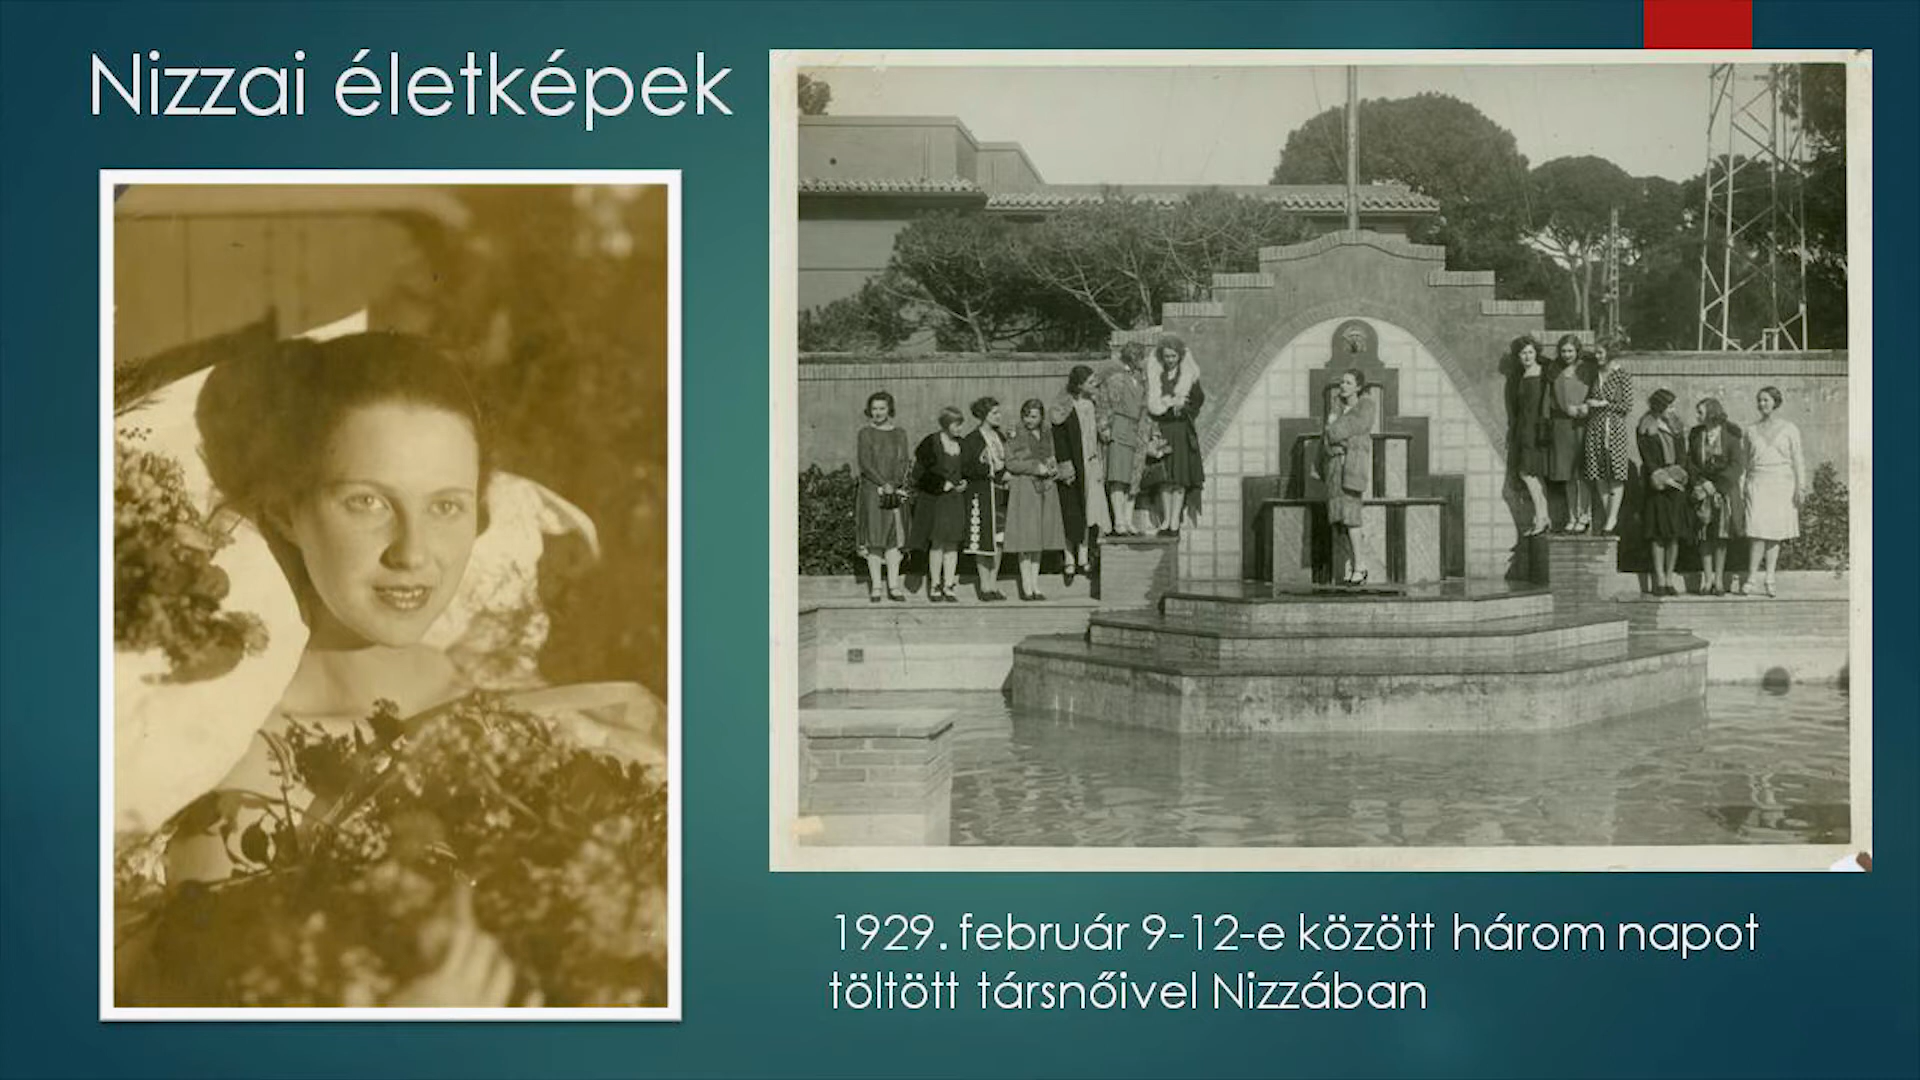 Nizzai életképek
1929. február 9-12-e között három napot
töltött társnőivel Nizzában